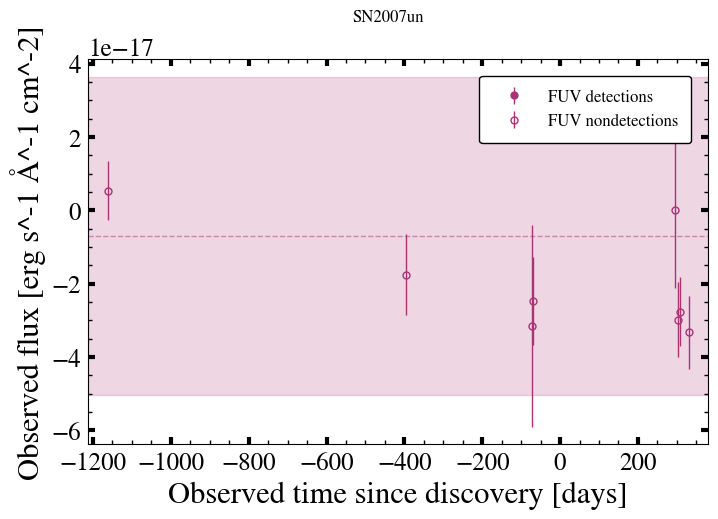 SN2007un
1e−17
Observed flux [erg s^-1 Å^-1 cm^-2]
4
2
0
−2
−4
−6
FUV detections
FUV nondetections
−1200 −1000 −800 −600 −400 −200 0 200
Observed time since discovery [days]